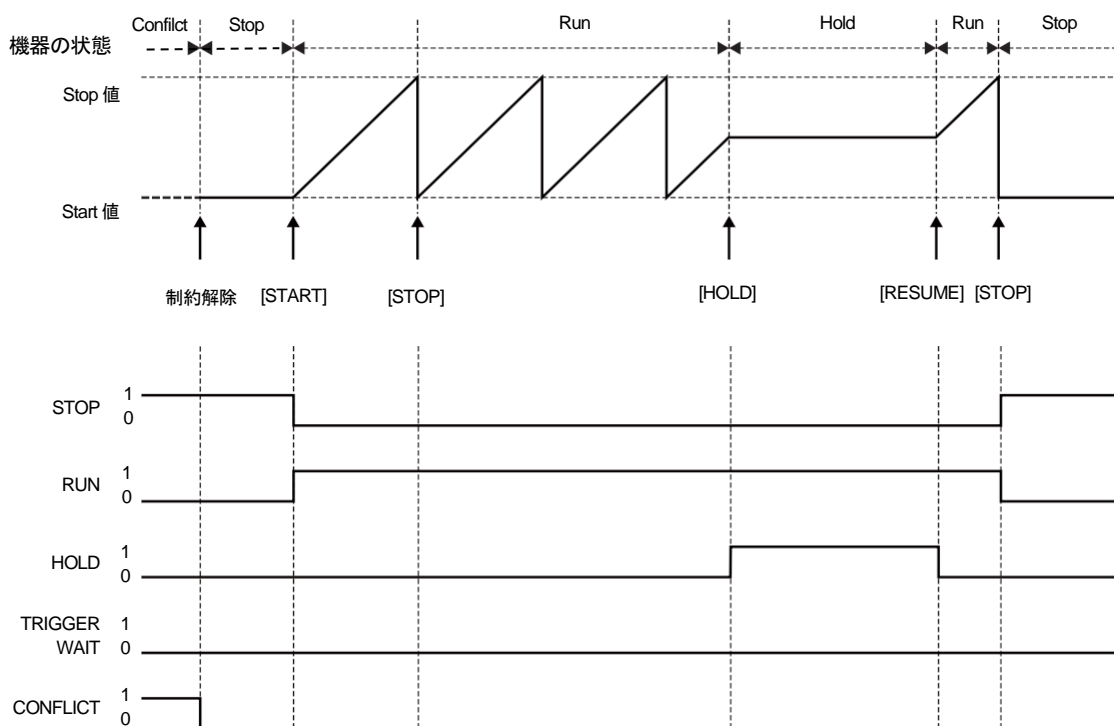 Confilct Stop Run Hold Run Stop
機器の状態
Stop 値
Start 値
制約解除 [START] [STOP] [HOLD] [RESUME] [STOP]
STOP 1
0
RUN 1
0
HOLD 1
0
TRIGGER 1
WAIT 0
CONFLICT 1
0